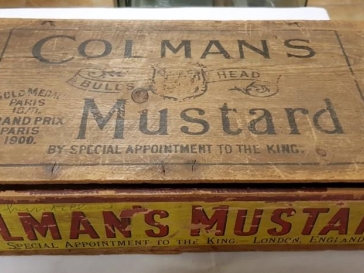 COLMAN'S
BULL'S HEAD
GOLD MEDAL
PARIS
GRAND PRIX
PARIS
1900.
Mustard
BY SPECIAL APPOINTMENT TO THE KING.
LMAN'S MUSTA
SPECIAL APPOINTMENT TO THE KING - LONDON, ENGLAND